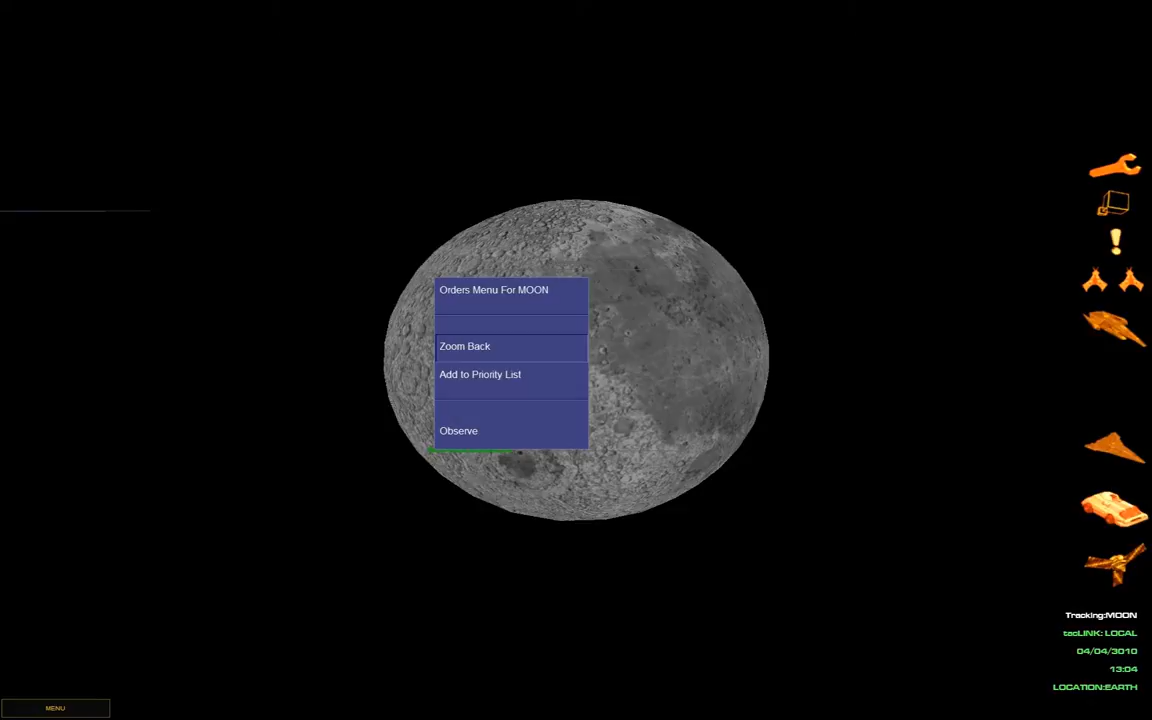 Orders Menu For MOON
Zoom Back
Add to Priority List
Observe
Tracking:MOON
tacLINK: LOCAL
04/04/3010
13:04
LOCATION:EARTH
MENU